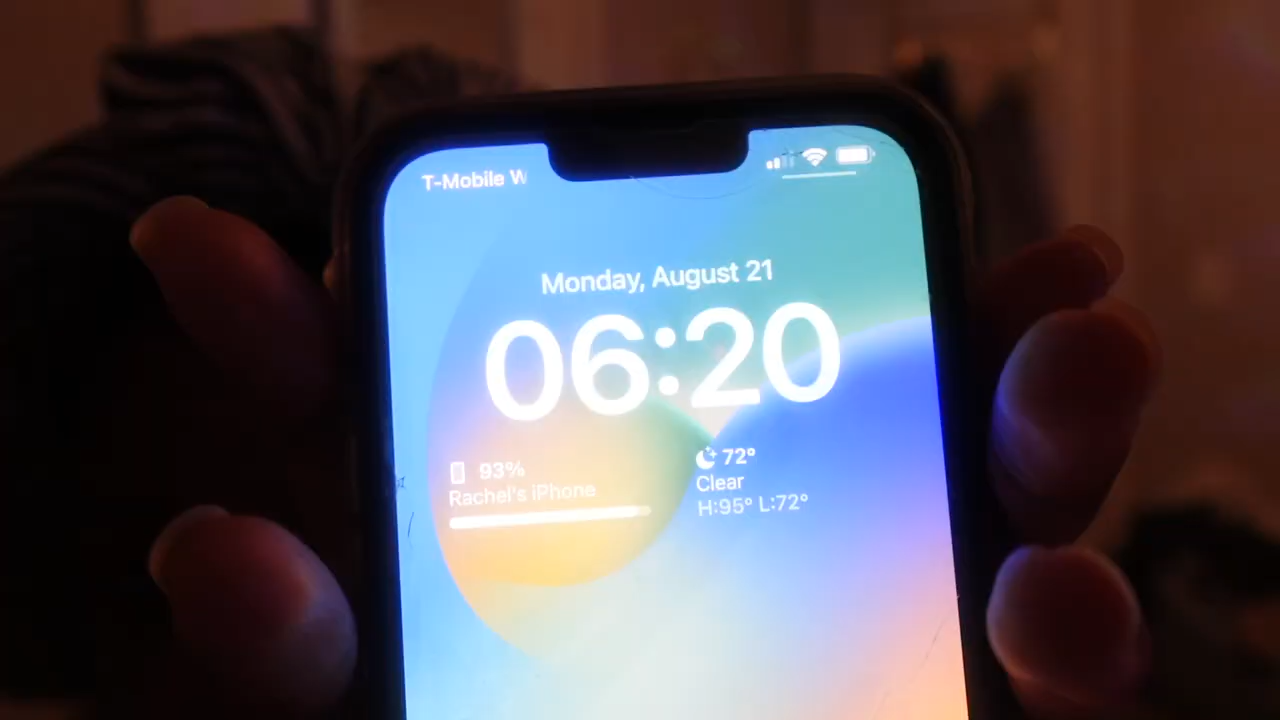 T-Mobile W
Monday, August 21
06:20
93%
Rachel's iPhone
72°
Clear
H:95° L:72°